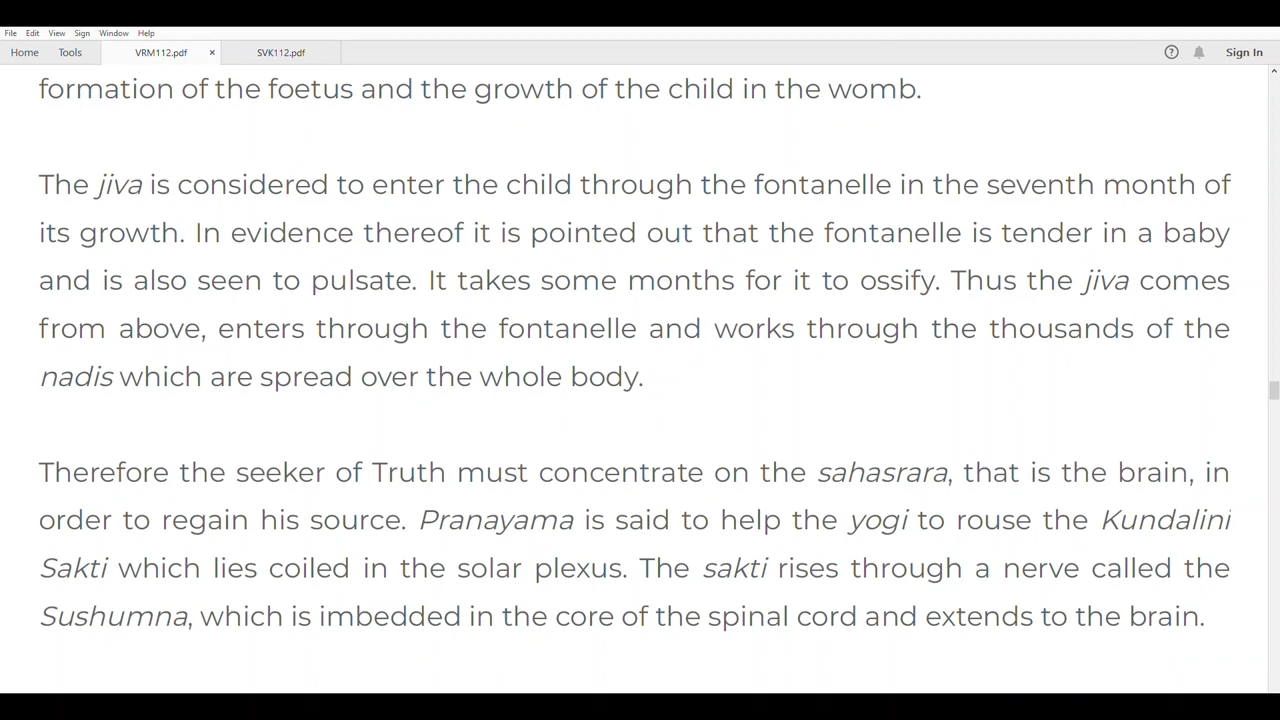 File Edit View Sign Window Help
Home Tools VRM112.pdf × SVK112.pdf ? Sign In
formation of the foetus and the growth of the child in the womb.
The jiva is considered to enter the child through the fontanelle in the seventh month of
its growth. In evidence thereof it is pointed out that the fontanelle is tender in a baby
and is also seen to pulsate. It takes some months for it to ossify. Thus the jiva comes
from above, enters through the fontanelle and works through the thousands of the
nadis which are spread over the whole body.
Therefore the seeker of Truth must concentrate on the sahasrara, that is the brain, in
order to regain his source. Pranayama is said to help the yogi to rouse the Kundalini
Sakti which lies coiled in the solar plexus. The sakti rises through a nerve called the
Sushumna, which is imbedded in the core of the spinal cord and extends to the brain.